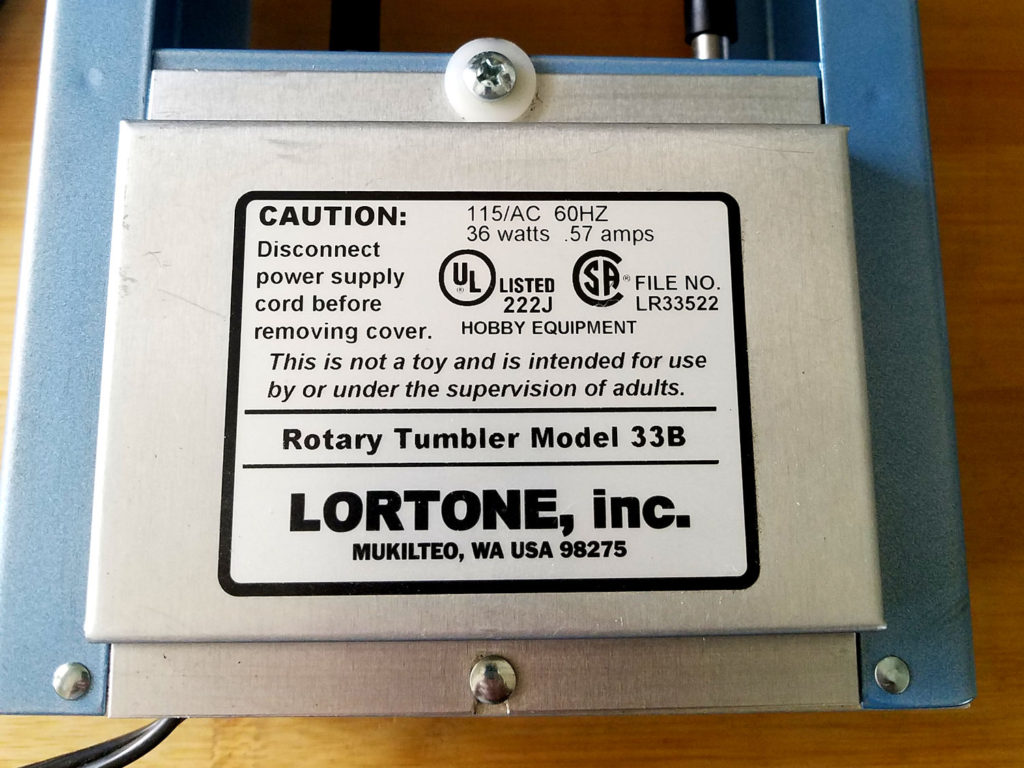 CAUTION:
Disconnect
power supply
cord before
removing cover.
115/AC 60HZ
36 watts .57 amps
UL
®
LISTED
222J
SA
®
FILE NO.
LR33522
HOBBY EQUIPMENT
This is not a toy and is intended for use
by or under the supervision of adults.
Rotary Tumbler Model 33B
LORTONE, inc.
MUKILTEO, WA USA 98275